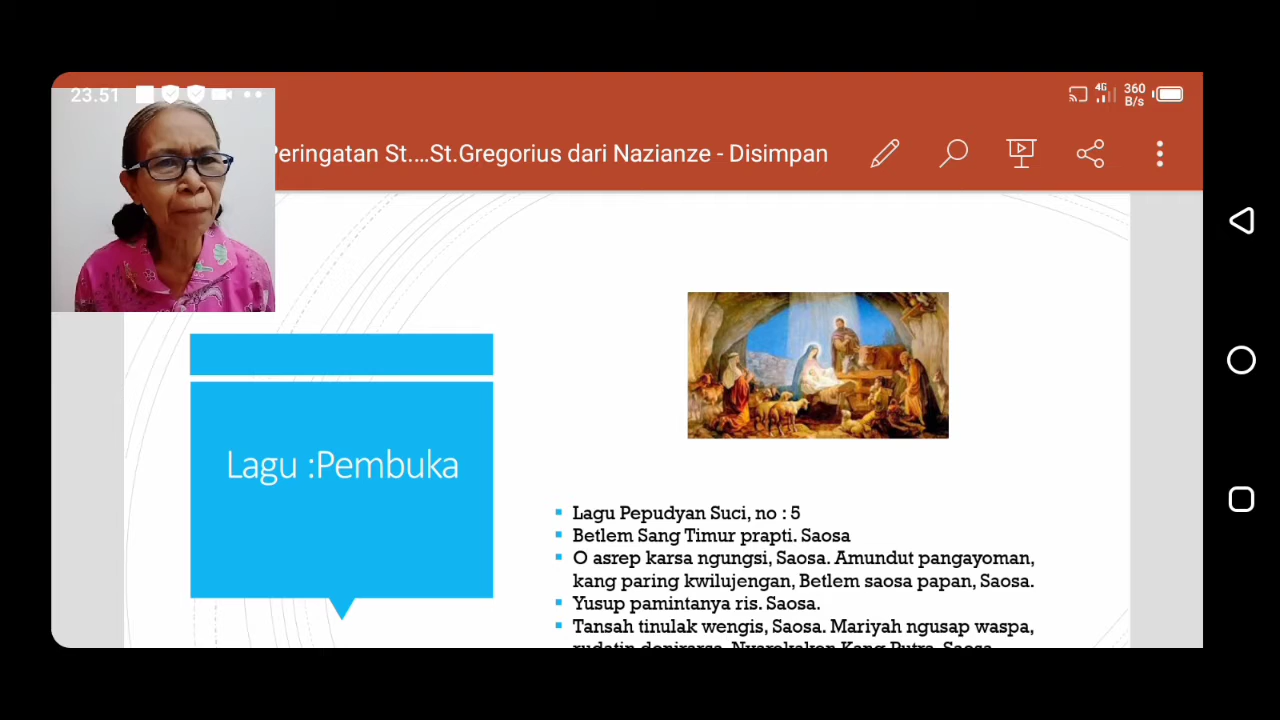 23.51
4G
360
B/s
Peringatan St....St.Gregorius dari Nazianze - Disimpan
Lagu :Pembuka
Lagu Pepudyan Suci, no : 5
Betlem Sang Timur prapti. Saosa
O asrep karsa ngungsi, Saosa. Amundut pangayoman,
kang paring kwilujengan, Betlem saosa papan, Saosa.
Yusup pamintanya ris. Saosa.
Tansah tinulak wengis, Saosa. Mariyah ngusap waspa,